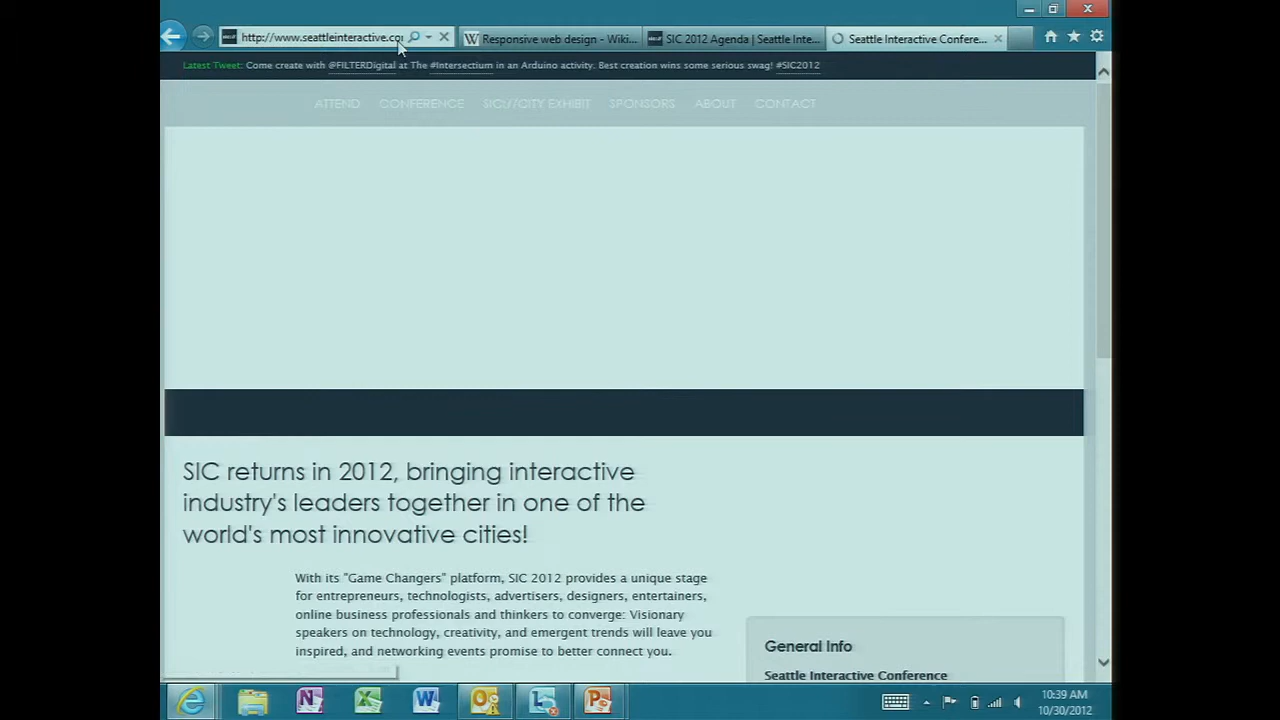 http://www.seattleinteractive.co
Responsive web design - Wiki...
SIC 2012 Agenda | Seattle Inte...
Seattle Interactive Confere...
Latest Tweet: Come create with @FILTERDigital at The #Intersectium in an Arduino activity. Best creation wins some serious swag! #SIC2012
ATTEND CONFERENCE SIC://CITY EXHIBIT SPONSORS ABOUT CONTACT
SIC returns in 2012, bringing interactive
industry's leaders together in one of the
world's most innovative cities!
With its "Game Changers" platform, SIC 2012 provides a unique stage
for entrepreneurs, technologists, advertisers, designers, entertainers,
online business professionals and thinkers to converge: Visionary
speakers on technology, creativity, and emergent trends will leave you
inspired, and networking events promise to better connect you.
General Info
Seattle Interactive Conference
10:39 AM
10/30/2012